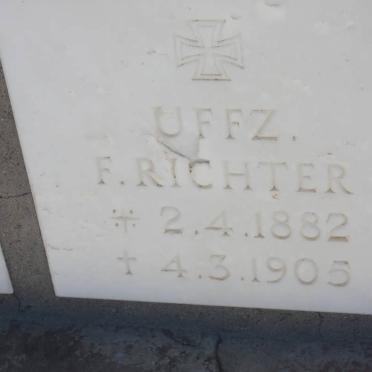 UFFZ.
F. RICHTER
* 2.4.1882
† 4.3.1905